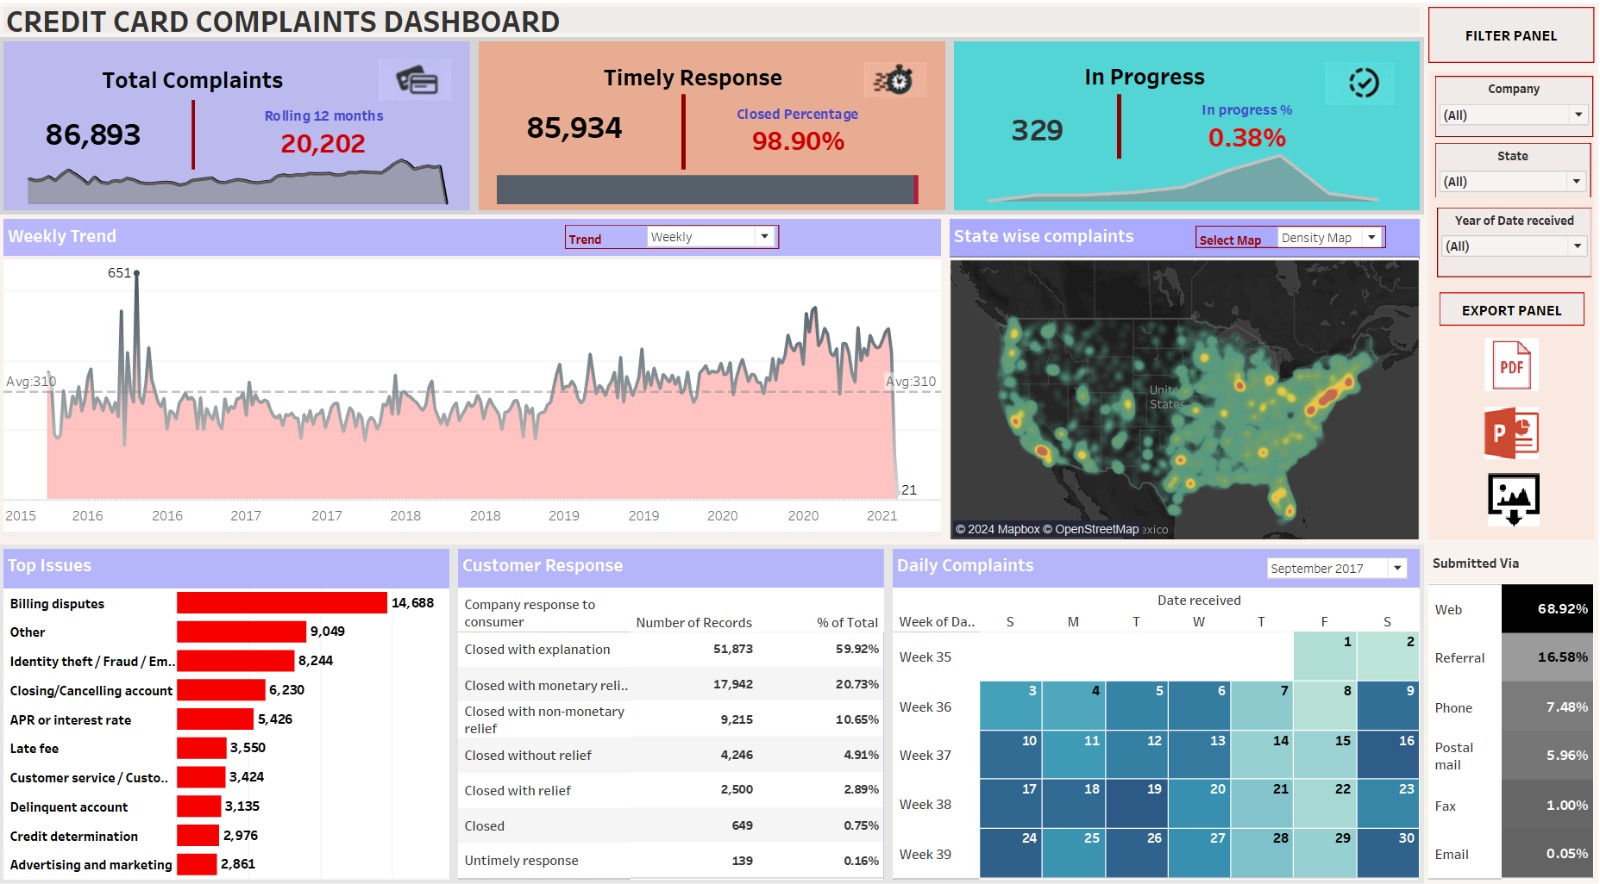 CREDIT CARD COMPLAINTS DASHBOARD
FILTER PANEL
Total Complaints
86,893
Rolling 12 months
20,202
Timely Response
85,934
Closed Percentage
98.90%
In Progress
329
In progress %
0.38%
Company
(All)
State
(All)
Year of Date received
(All)
EXPORT PANEL
PDF
P
Weekly Trend
Trend
Weekly
651
Avg:310
Avg:310
21
2015 2016 2016 2017 2017 2018 2018 2019 2019 2020 2020 2021
State wise complaints
Select Map
Density Map
United
States
© 2024 Mapbox © OpenStreetMap exico
Top Issues
Billing disputes 14,688
Other 9,049
Identity theft / Fraud / Em.. 8,244
Closing/Cancelling account 6,230
APR or interest rate 5,426
Late fee 3,550
Customer service / Custo.. 3,424
Delinquent account 3,135
Credit determination 2,976
Advertising and marketing 2,861
Customer Response
Company response to
consumer Number of Records % of Total
Closed with explanation 51,873 59.92%
Closed with monetary reli.. 17,942 20.73%
Closed with non-monetary
relief 9,215 10.65%
Closed without relief 4,246 4.91%
Closed with relief 2,500 2.89%
Closed 649 0.75%
Untimely response 139 0.16%
Daily Complaints
September 2017
Date received
Week of Da.. S M T W T F S
Week 35 1 2
Week 36 3 4 5 6 7 8 9
Week 37 10 11 12 13 14 15 16
Week 38 17 18 19 20 21 22 23
Week 39 24 25 26 27 28 29 30
Submitted Via
Web 68.92%
Referral 16.58%
Phone 7.48%
Postal
mail 5.96%
Fax 1.00%
Email 0.05%